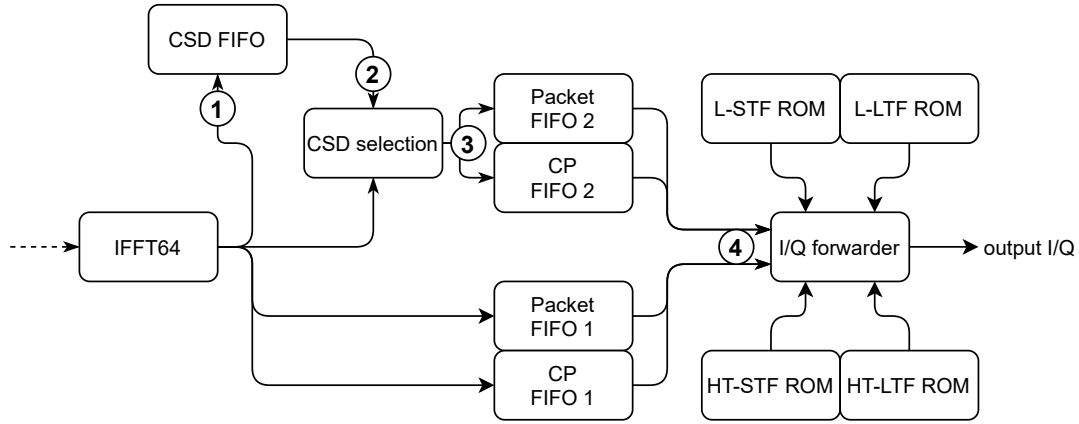 CSD FIFO
1
2
CSD selection
3
Packet
FIFO 2
CP
FIFO 2
L-STF ROM
L-LTF ROM
IFFT64
4
I/Q forwarder
output I/Q
Packet
FIFO 1
CP
FIFO 1
HT-STF ROM
HT-LTF ROM